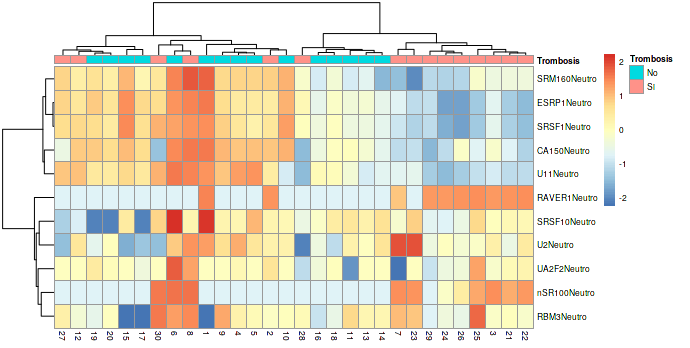 Trombosis
SRM160Neutro
ESRP1Neutro
SRSF1Neutro
CA150Neutro
U11Neutro
RAVER1Neutro
SRSF10Neutro
U2Neutro
UA2F2Neutro
nSR100Neutro
RBM3Neutro
27 12 19 20 15 17 30 6 8 1 9 4 5 2 10 28 16 18 11 13 14 7 23 29 24 26 25 3 21 22
2
1
0
-1
-2
Trombosis
No
SI